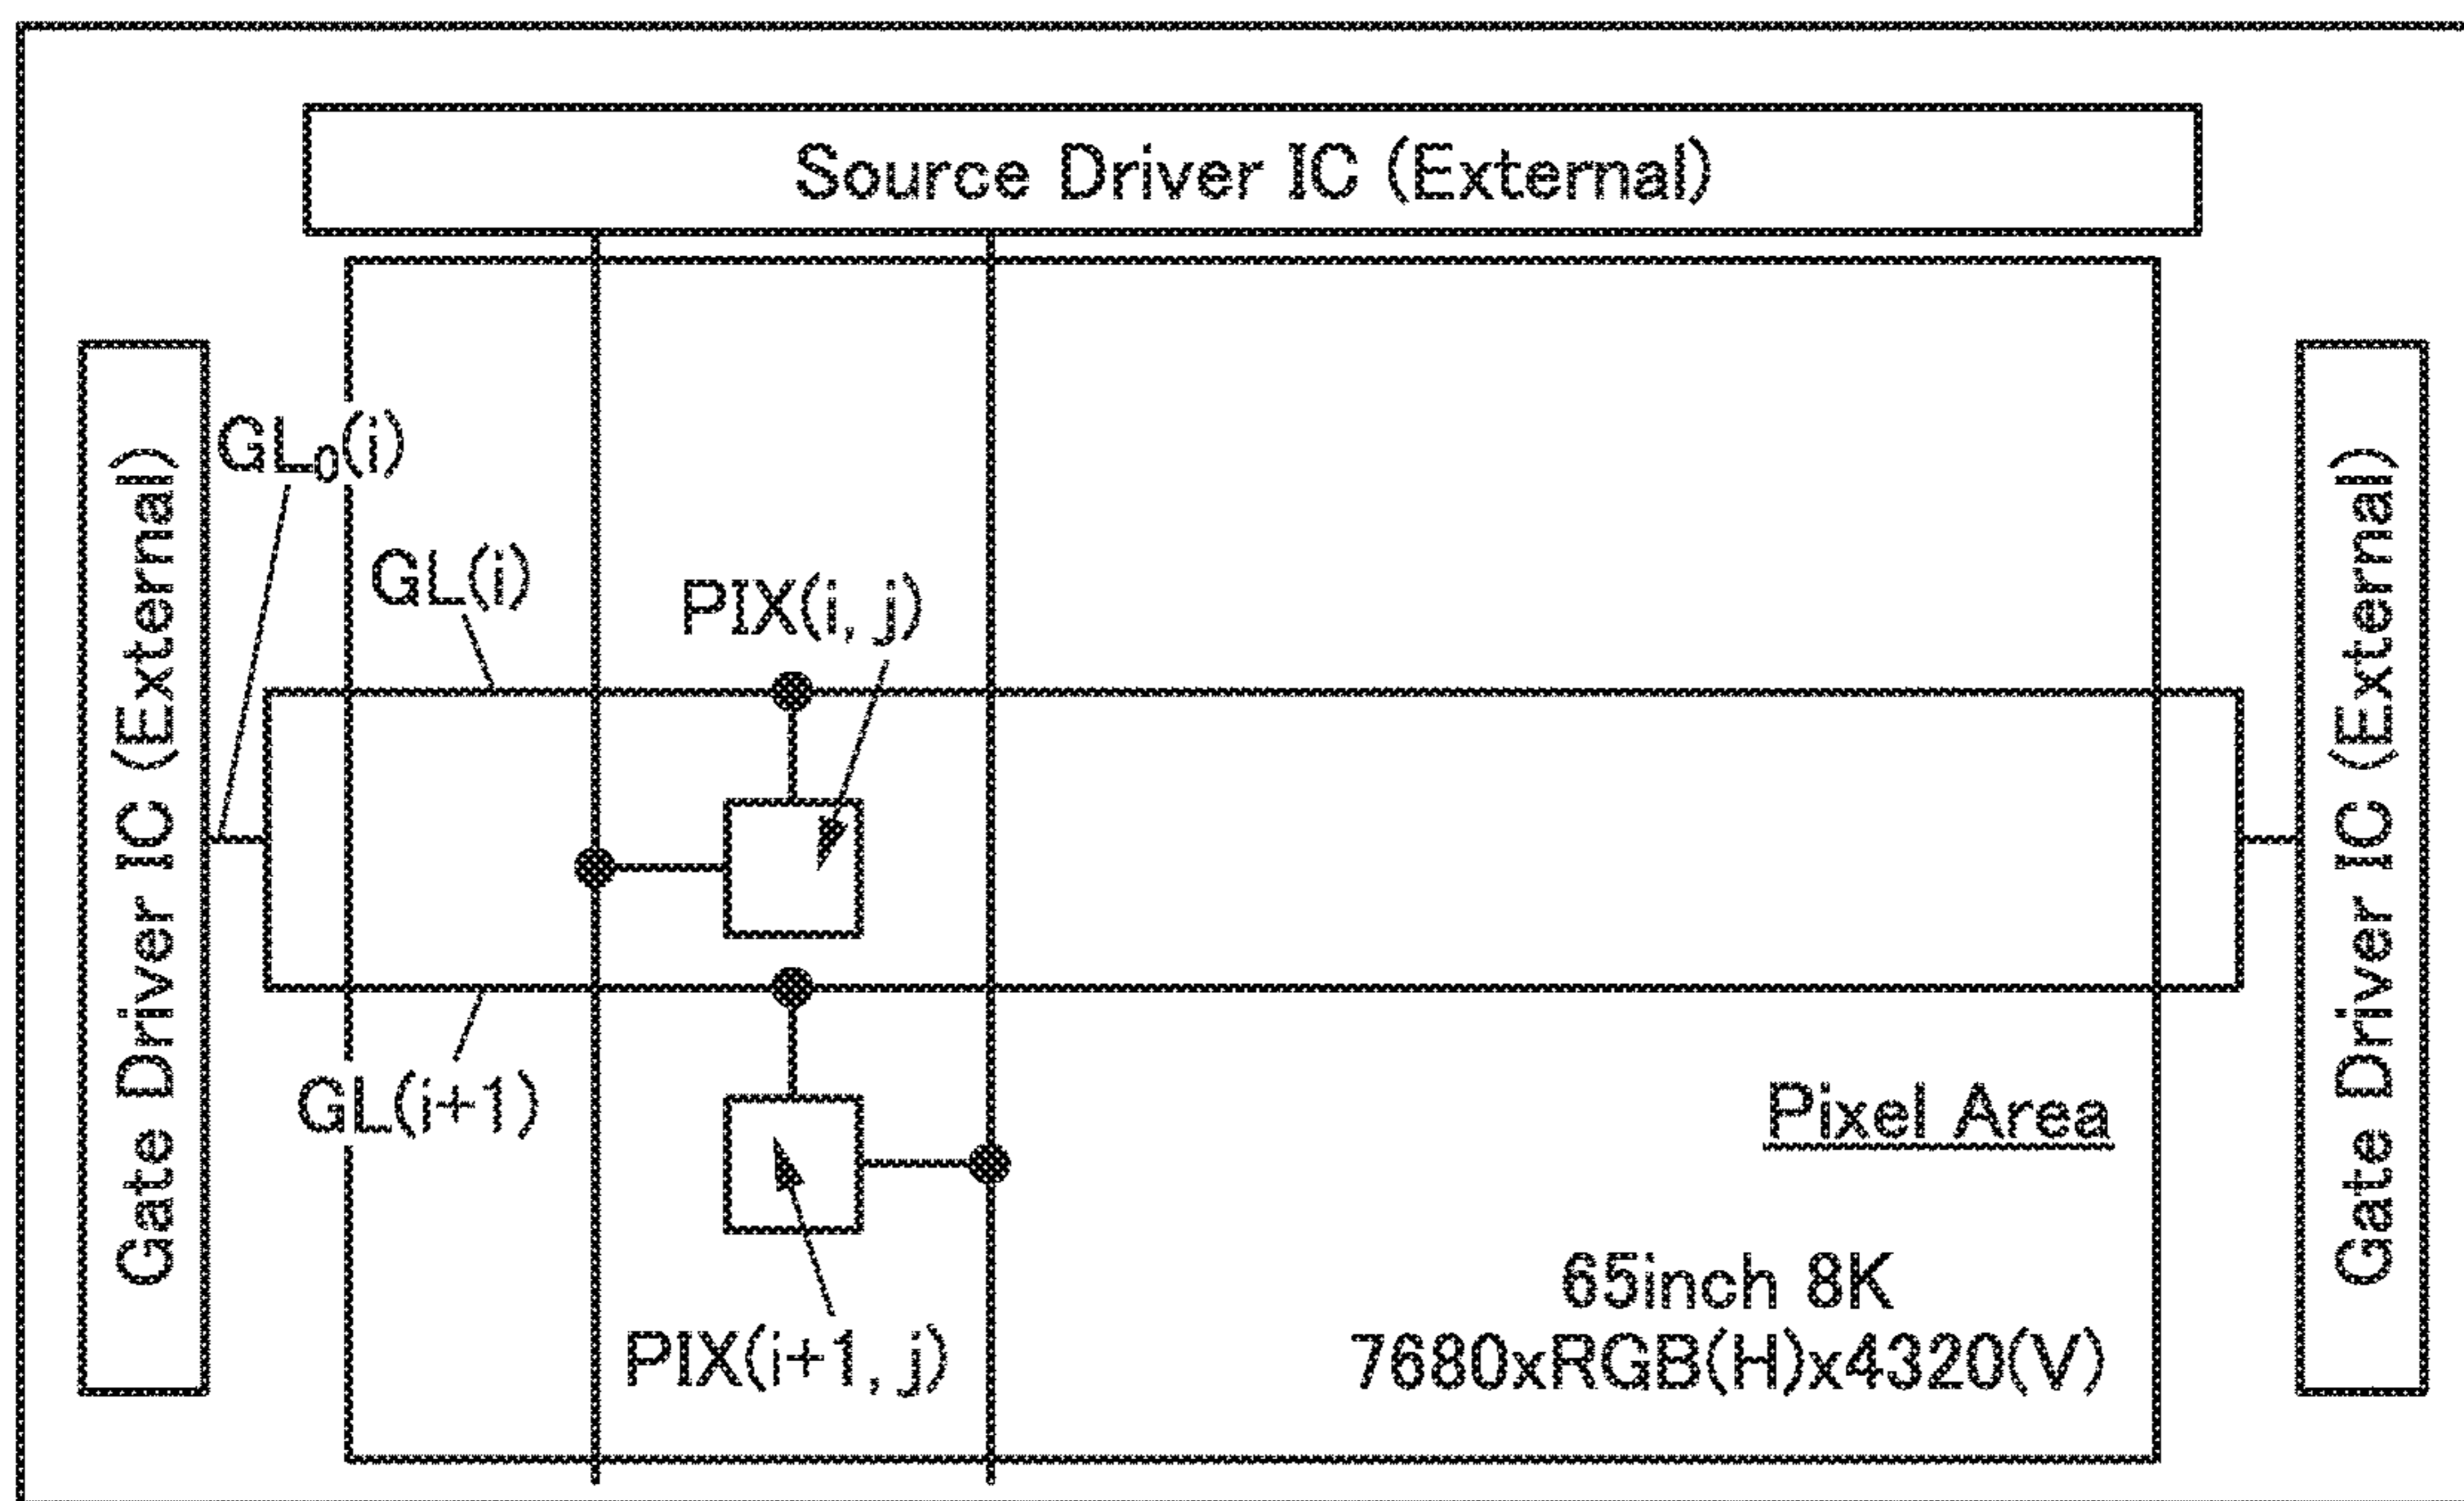 Source Driver IC (External)
Gate Driver IC (External)
GL₀(i)
GL(i)
PIX(i, j)
GL(i+1)
PIX(i+1, j)
Pixel Area
65inch 8K
7680xRGB(H)x4320(V)
Gate Driver IC (External)